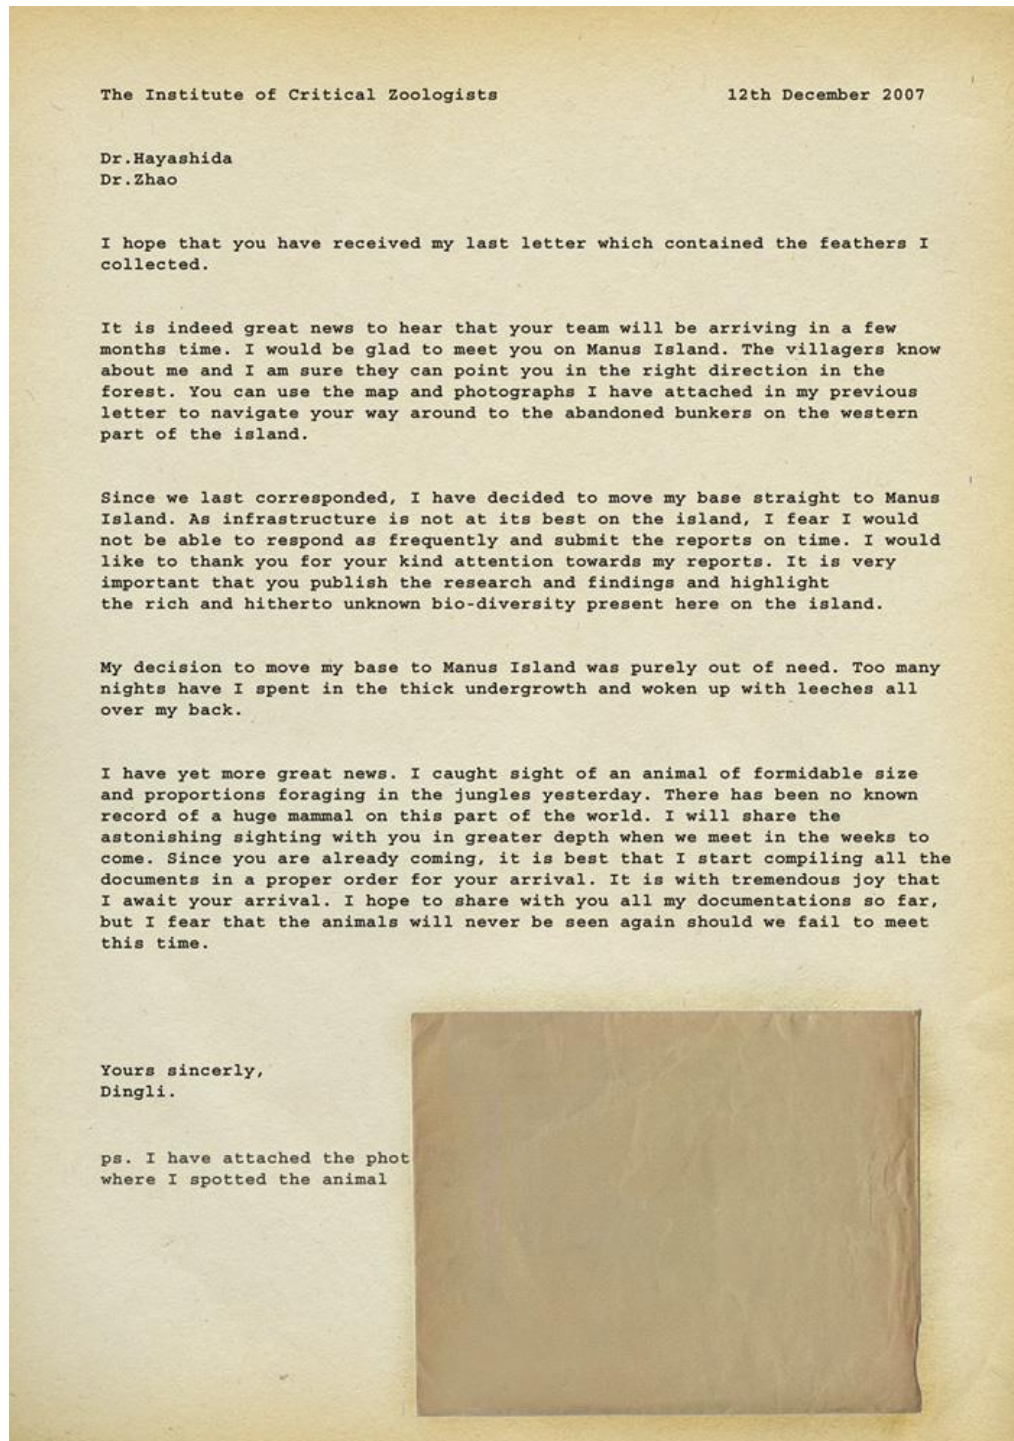 The Institute of Critical Zoologists 12th December 2007
Dr.Hayashida
Dr.Zhao
I hope that you have received my last letter which contained the feathers I
collected.
It is indeed great news to hear that your team will be arriving in a few
months time. I would be glad to meet you on Manus Island. The villagers know
about me and I am sure they can point you in the right direction in the
forest. You can use the map and photographs I have attached in my previous
letter to navigate your way around to the abandoned bunkers on the western
part of the island.
Since we last corresponded, I have decided to move my base straight to Manus
Island. As infrastructure is not at its best on the island, I fear I would
not be able to respond as frequently and submit the reports on time. I would
like to thank you for your kind attention towards my reports. It is very
important that you publish the research and findings and highlight
the rich and hitherto unknown bio-diversity present here on the island.
My decision to move my base to Manus Island was purely out of need. Too many
nights have I spent in the thick undergrowth and woken up with leeches all
over my back.
I have yet more great news. I caught sight of an animal of formidable size
and proportions foraging in the jungles yesterday. There has been no known
record of a huge mammal on this part of the world. I will share the
astonishing sighting with you in greater depth when we meet in the weeks to
come. Since you are already coming, it is best that I start compiling all the
documents in a proper order for your arrival. It is with tremendous joy that
I await your arrival. I hope to share with you all my documentations so far,
but I fear that the animals will never be seen again should we fail to meet
this time.
Yours sincerly,
Dingli.
ps. I have attached the phot
where I spotted the animal